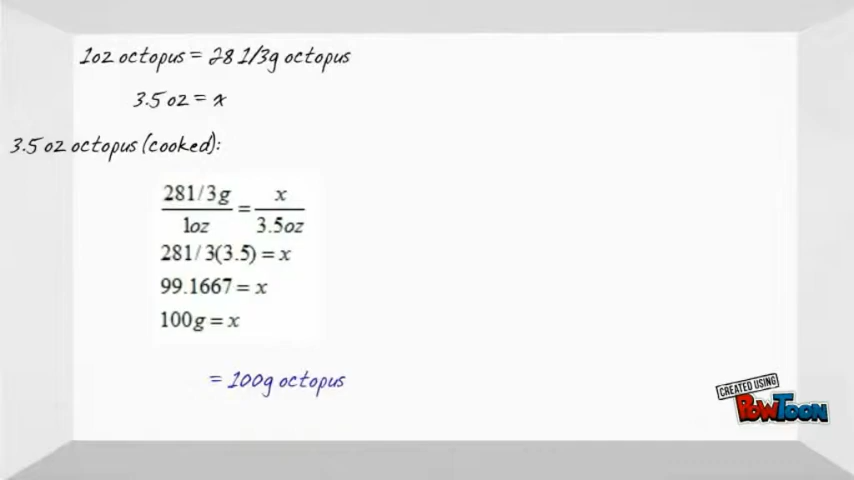 1oz octopus = 28 1/3g octopus
3.5 oz = x
3.5 oz octopus (cooked):
281/3g / 1oz = x / 3.5oz
281/3(3.5) = x
99.1667 = x
100g = x
= 100g octopus
CREATED USING
POWTOON